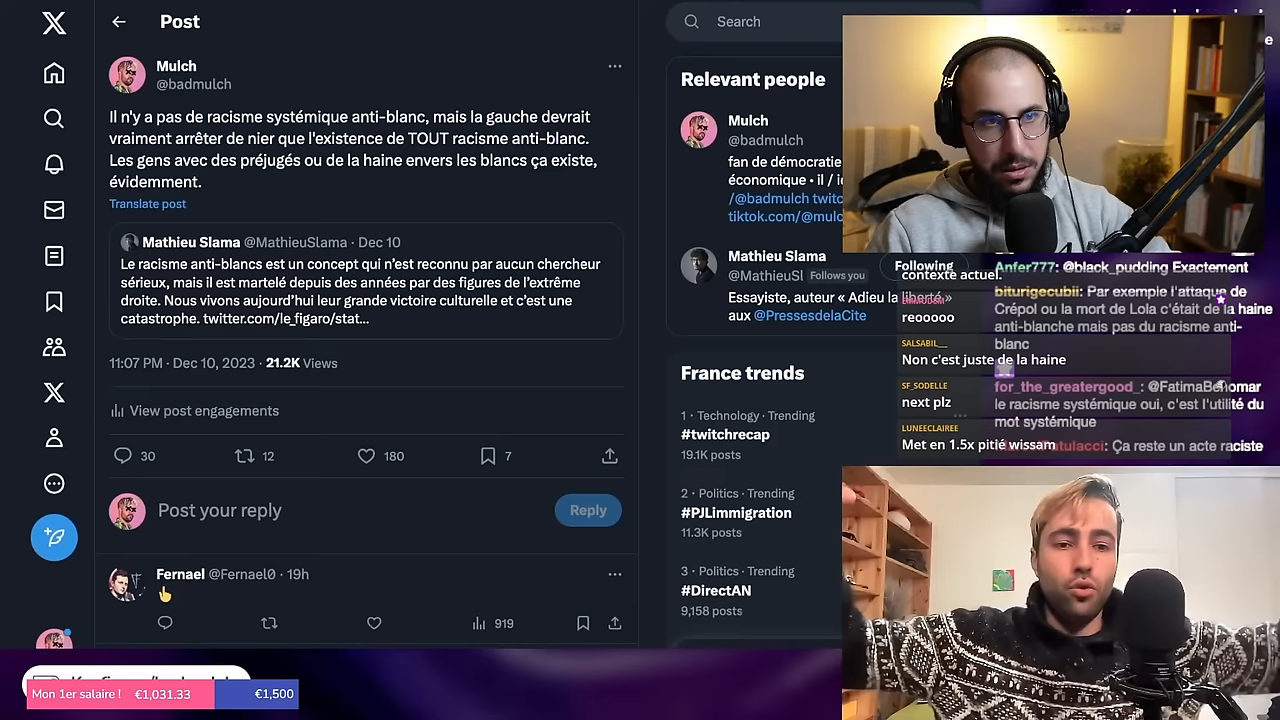 Post
Mulch
@badmulch
Il n'y a pas de racisme systémique anti-blanc, mais la gauche devrait
vraiment arrêter de nier que l'existence de TOUT racisme anti-blanc.
Les gens avec des préjugés ou de la haine envers les blancs ça existe,
évidemment.
Translate post
Mathieu Slama @MathieuSlama · Dec 10
Le racisme anti-blancs est un concept qui n'est reconnu par aucun chercheur
sérieux, mais il est martelé depuis des années par des figures de l'extrême
droite. Nous vivons aujourd'hui leur grande victoire culturelle et c'est une
catastrophe. twitter.com/le_figaro/stat…
11:07 PM · Dec 10, 2023 · 21.2K Views
View post engagements
30 12 180 7
Post your reply
Reply
Fernael @Fernael0 · 19h
👆
919
Search
Relevant people
Mulch
@badmulch
fan de démocratie
économique • il /
/@badmulch twitc
tiktok.com/@mulc
Mathieu Slama
@MathieuSl Follows you
Following
Essayiste, auteur « Adieu la liberté »
aux @PressesdelaCite
France trends
1 · Technology · Trending
#twitchrecap
19.1K posts
2 · Politics · Trending
#PJLimmigration
11.3K posts
3 · Politics · Trending
#DirectAN
9,158 posts
contexte actuel.
reooooo
SALSABIL__
Non c'est juste de la haine
SF_SODELLE
next plz
LUNEECLAIREE
Met en 1.5x pitié wissam
Anfer777: @black_pudding Exactement
biturigecubii: Par exemple l'attaque de
Crépol ou la mort de Lola c'était de la haine
anti-blanche mais pas du racisme anti-
blanc
for_the_greatergood_: @FatimaBe omar
le racisme systémique oui, c'est l'utilité du
mot systémique
: Ça reste un acte raciste
Mon 1er salaire ! €1,031.33 €1,500